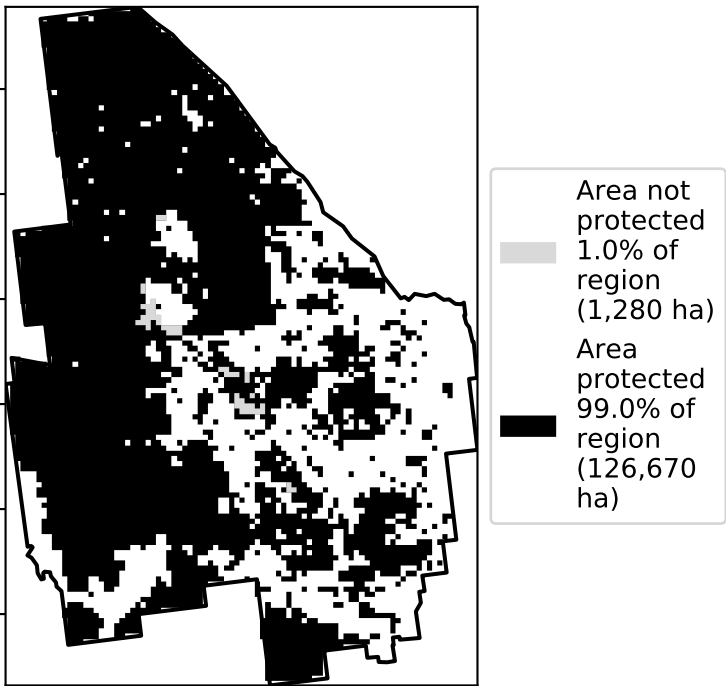 Area not
protected
1.0% of
region
(1,280 ha)
Area
protected
99.0% of
region
(126,670
ha)